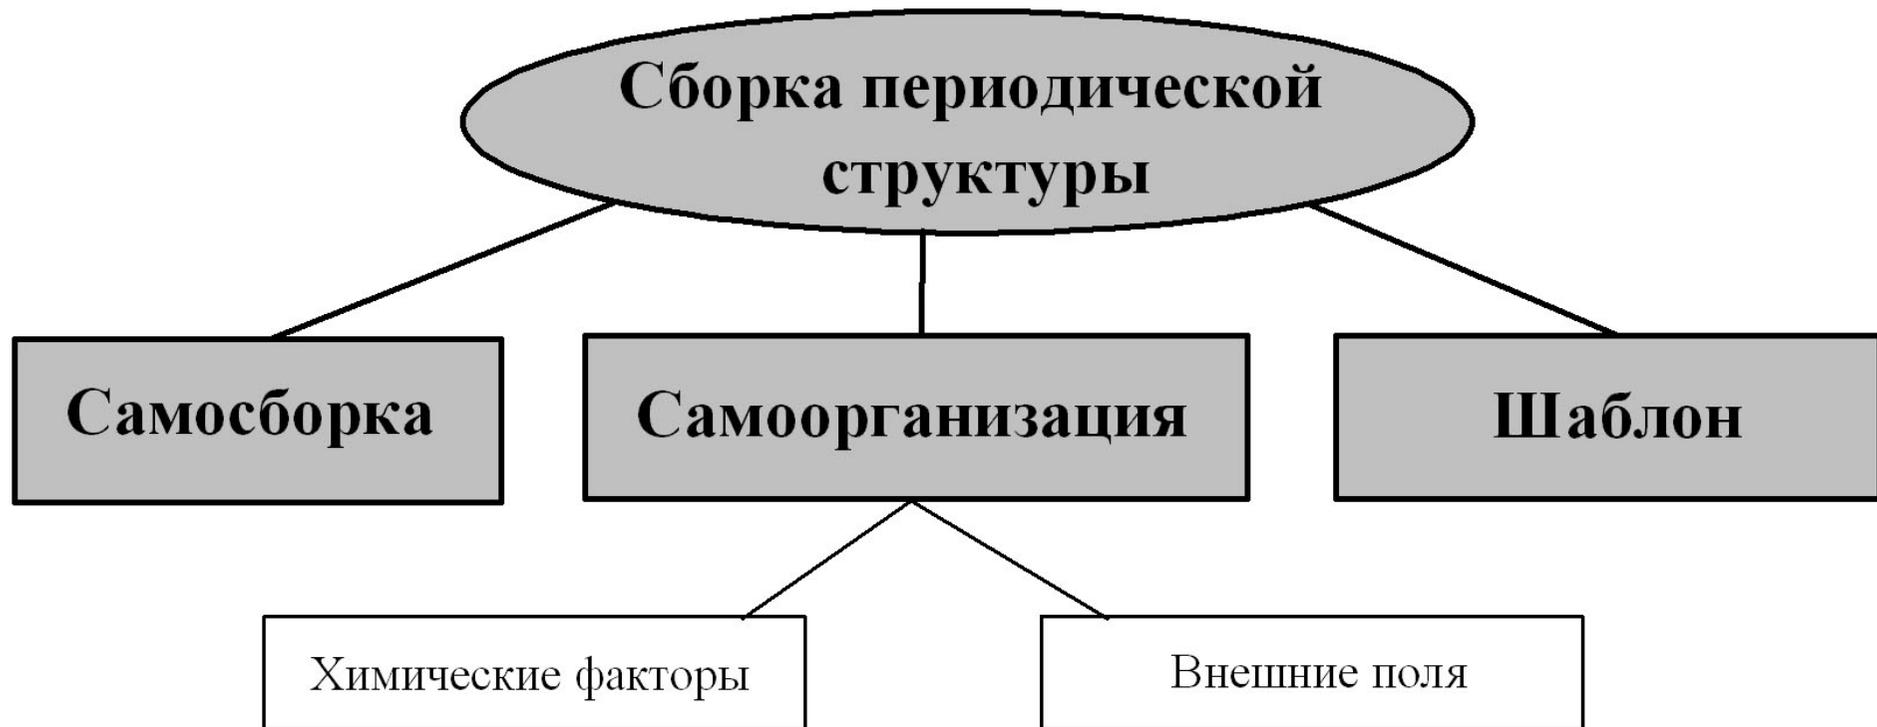 Сборка периодической
структуры
Самосборка
Самоорганизация
Шаблон
Химические факторы
Внешние поля